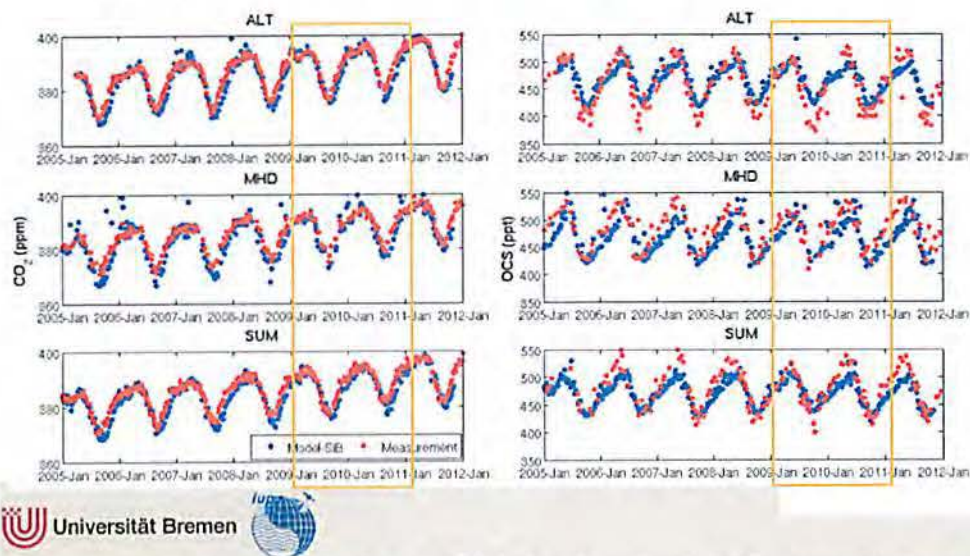 ALT
400
380
360
2005-Jan 2006-Jan 2007-Jan 2008-Jan 2009-Jan 2010-Jan 2011-Jan 2012-Jan
MHD
400
380
360
2005-Jan 2006-Jan 2007-Jan 2008-Jan 2009-Jan 2010-Jan 2011-Jan 2012-Jan
SUM
400
380
360
2005-Jan 2006-Jan 2007-Jan 2008-Jan 2009-Jan 2010-Jan 2011-Jan 2012-Jan
CO₂ (ppm)
Model-SiB Measurement
ALT
550
500
450
400
350
2005-Jan 2006-Jan 2007-Jan 2008-Jan 2009-Jan 2010-Jan 2011-Jan 2012-Jan
MHD
550
500
450
400
350
2005-Jan 2006-Jan 2007-Jan 2008-Jan 2009-Jan 2010-Jan 2011-Jan 2012-Jan
SUM
550
500
450
400
350
2005-Jan 2006-Jan 2007-Jan 2008-Jan 2009-Jan 2010-Jan 2011-Jan 2012-Jan
OCS (ppt)
Universität Bremen
iup